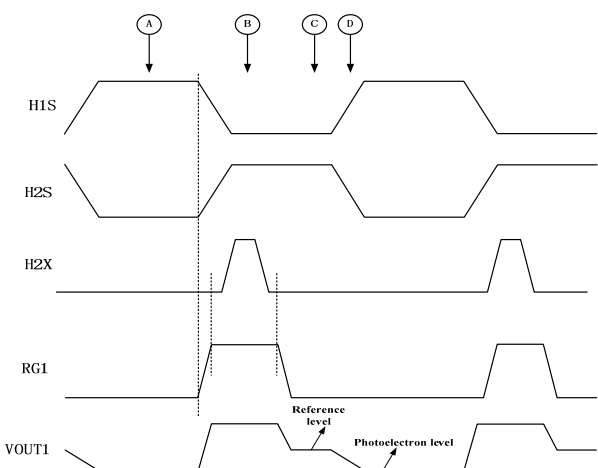 A B C D
H1S
H2S
H2X
RG1
Reference
level
Photoelectron level
VOUT1